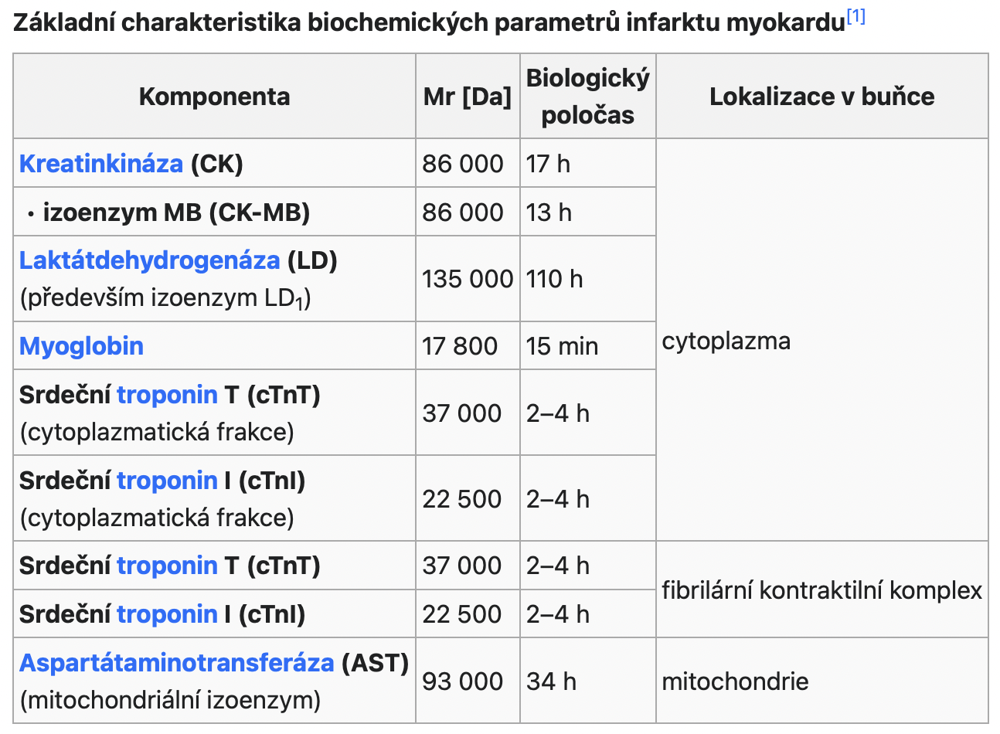 Základní charakteristika biochemických parametrů infarktu myokardu[1]
Komponenta Mr [Da] Biologický poločas Lokalizace v buňce
Kreatinkináza (CK) 86 000 17 h cytoplazma
• izoenzym MB (CK-MB) 86 000 13 h
Laktátdehydrogenáza (LD)
(především izoenzym LD1) 135 000 110 h
Myoglobin 17 800 15 min
Srdeční troponin T (cTnT)
(cytoplazmatická frakce) 37 000 2–4 h
Srdeční troponin I (cTnI)
(cytoplazmatická frakce) 22 500 2–4 h
Srdeční troponin T (cTnT) 37 000 2–4 h fibrilární kontraktilní komplex
Srdeční troponin I (cTnI) 22 500 2–4 h
Aspartátaminotransferáza (AST)
(mitochondriální izoenzym) 93 000 34 h mitochondrie